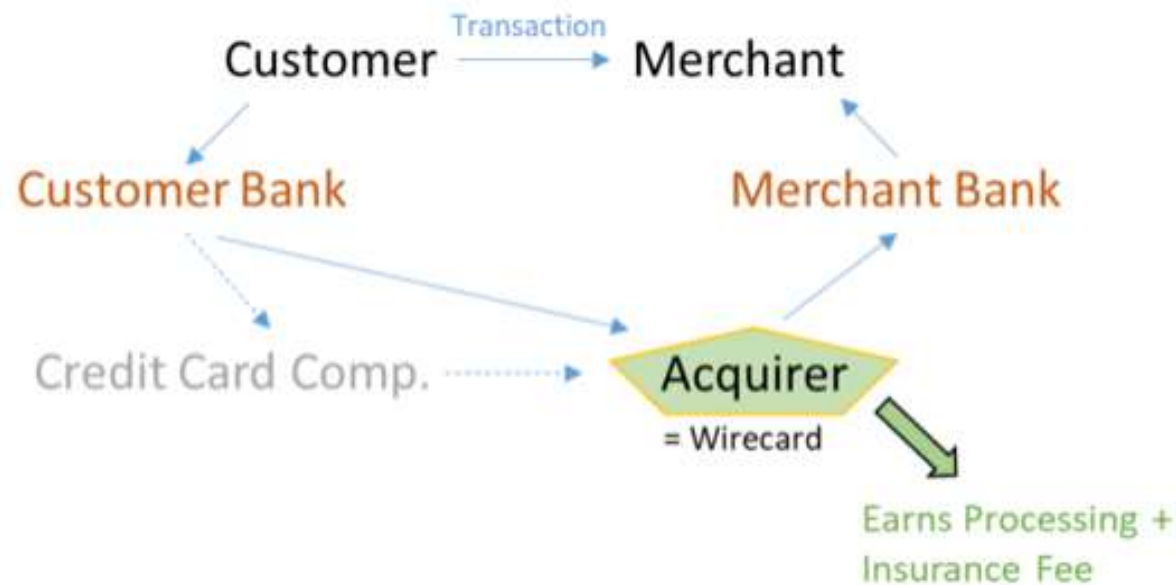 Transaction
Customer
Merchant
Customer Bank
Merchant Bank
Credit Card Comp.
Acquirer
= Wirecard
Earns Processing +
Insurance Fee